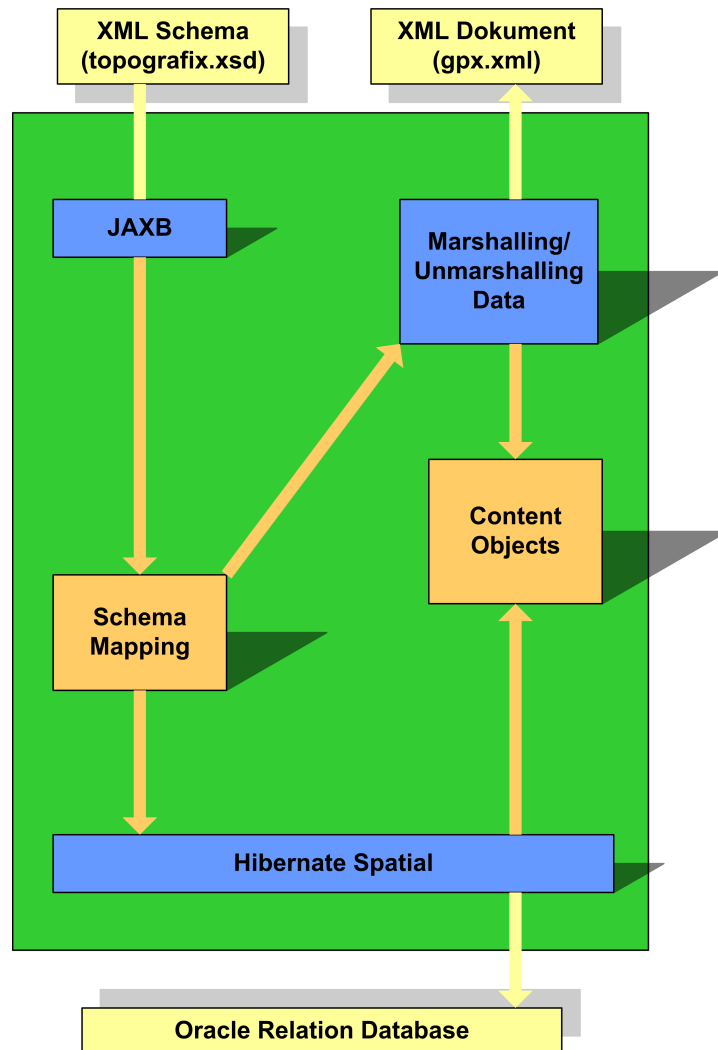 XML Schema
(topografix.xsd)
XML Dokument
(gpx.xml)
JAXB
Marshalling/
Unmarshalling
Data
Content
Objects
Schema
Mapping
Hibernate Spatial
Oracle Relation Database